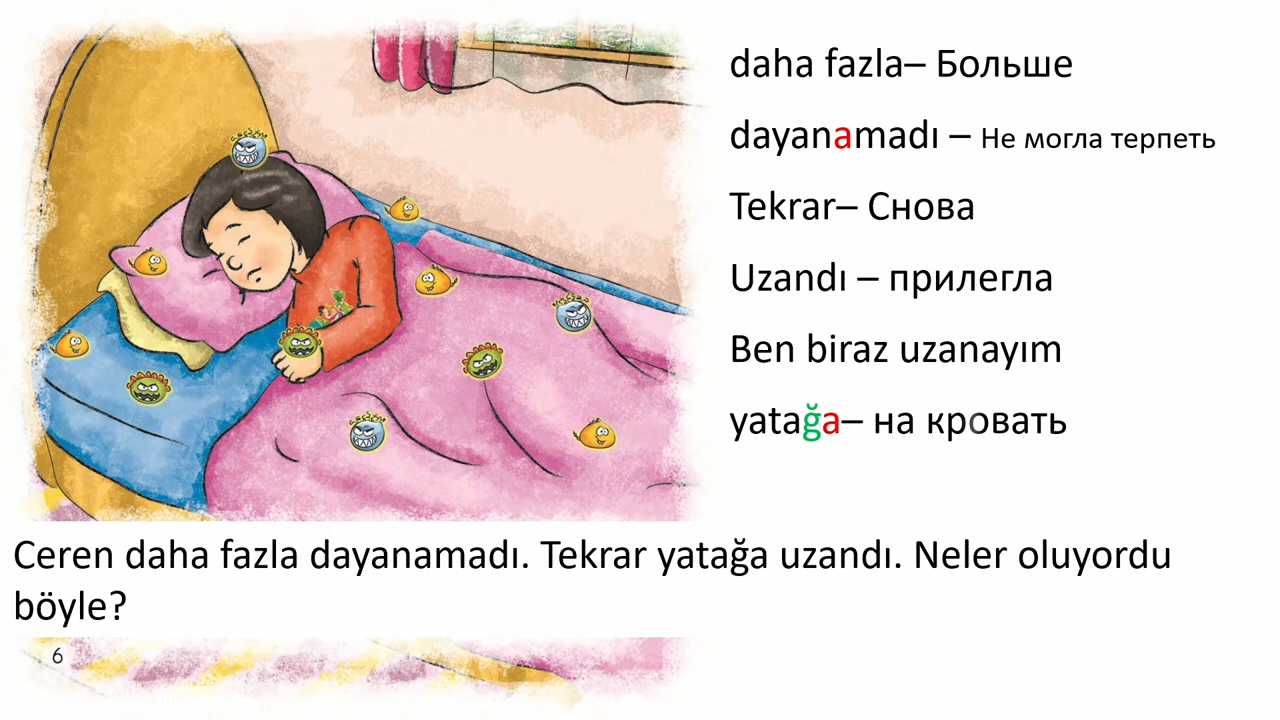 daha fazla– Больше
dayanamadı – Не могла терпеть
Tekrar– Снова
Uzandı – прилегла
Ben biraz uzanayım
yatağa– на кровать
Ceren daha fazla dayanamadı. Tekrar yatağa uzandı. Neler oluyordu
böyle?
6